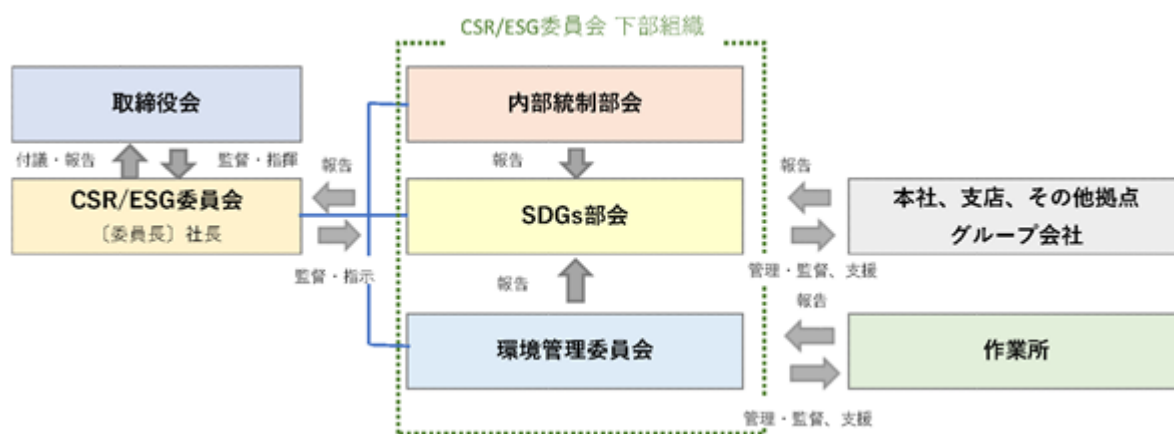 CSR/ESG委員会 下部組織
取締役会
内部統制部会
付議・報告
監督・指揮
報告
報告
報告
CSR/ESG委員会
〔委員長〕社長
SDGs部会
本社、支店、その他拠点
グループ会社
監督・指示
報告
管理・監督、支援
報告
環境管理委員会
作業所
管理・監督、支援